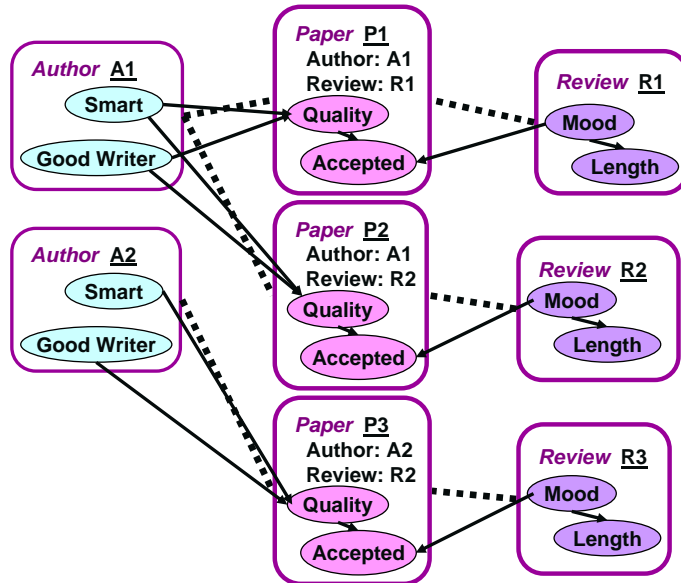 Author A1
Smart
Good Writer
Paper P1
Author: A1
Review: R1
Quality
Accepted
Review R1
Mood
Length
Author A2
Smart
Good Writer
Paper P2
Author: A1
Review: R2
Quality
Accepted
Review R2
Mood
Length
Paper P3
Author: A2
Review: R2
Quality
Accepted
Review R3
Mood
Length